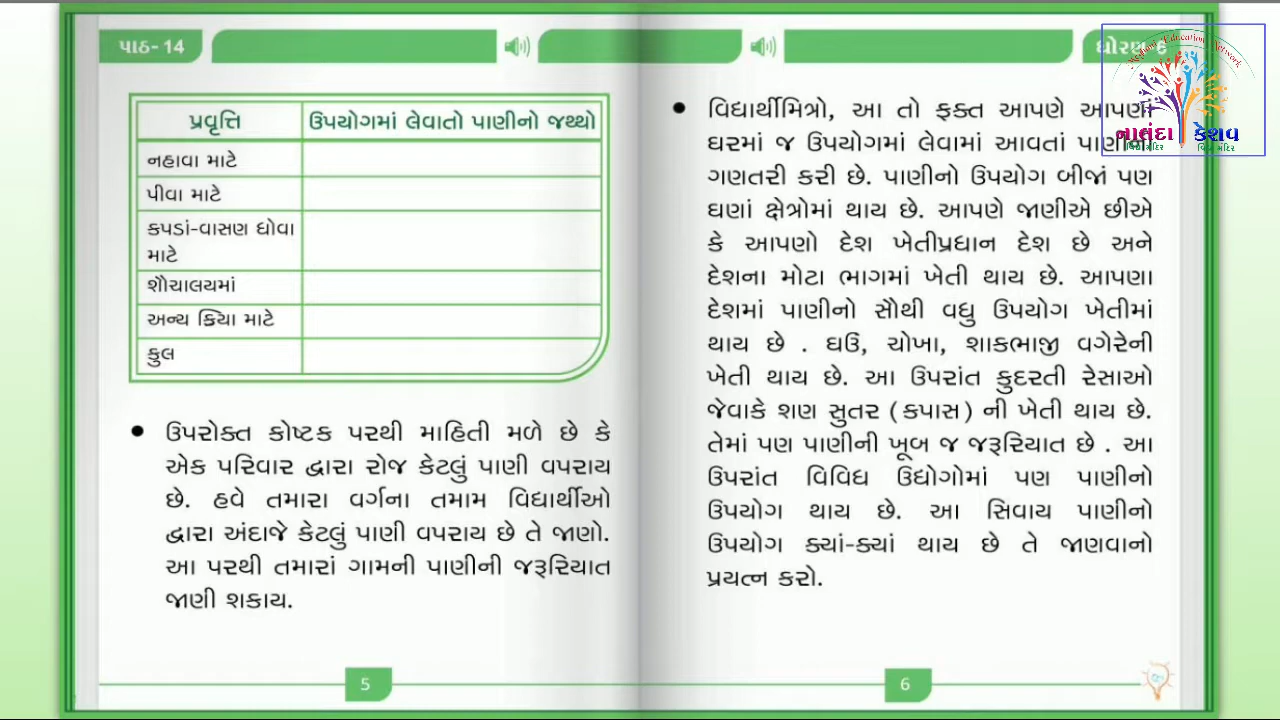 પાઠ- 14
પ્રવૃત્તિ ઉપયોગમાં લેવાતો પાણીનો જથ્થો
નહાવા માટે
પીવા માટે
કપડાં-વાસણ ધોવા
માટે
શૌચાલયમાં
અન્ય ક્રિયા માટે
કુલ
ઉપરોક્ત કોષ્ટક પરથી માહિતી મળે છે કે
એક પરિવાર દ્વારા રોજ કેટલું પાણી વપરાય
છે. હવે તમારા વર્ગના તમામ વિદ્યાર્થીઓ
દ્વારા અંદાજે કેટલું પાણી વપરાય છે તે જાણો.
આ પરથી તમારાં ગામની પાણીની જરૂરિયાત
જાણી શકાય.
5
ધોરણ-
Education Network
નાલંદા કેશવ
વિદ્યા મંદિર વિદ્યા મંદિર
વિદ્યાર્થીમિત્રો, આ તો ફક્ત આપણે આપણાં
ઘરમાં જ ઉપયોગમાં લેવામાં આવતાં
ગણતરી કરી છે. પાણીનો ઉપયોગ બીજાં પણ
ઘણાં ક્ષેત્રોમાં થાય છે. આપણે જાણીએ છીએ
કે આપણો દેશ ખેતીપ્રધાન દેશ છે અને
દેશના મોટા ભાગમાં ખેતી થાય છે. આપણા
દેશમાં પાણીનો સૌથી વધુ ઉપયોગ ખેતીમાં
થાય છે . ઘઉં, ચોખા, શાકભાજી વગેરેની
ખેતી થાય છે. આ ઉપરાંત કુદરતી રેસાઓ
જેવાકે શણ સુતર (કપાસ) ની ખેતી થાય છે.
તેમાં પણ પાણીની ખૂબ જ જરૂરિયાત છે . આ
ઉપરાંત વિવિધ ઉદ્યોગોમાં પણ પાણીનો
ઉપયોગ થાય છે. આ સિવાય પાણીનો
ઉપયોગ ક્યાં-ક્યાં થાય છે તે જાણવાનો
પ્રયત્ન કરો.
6